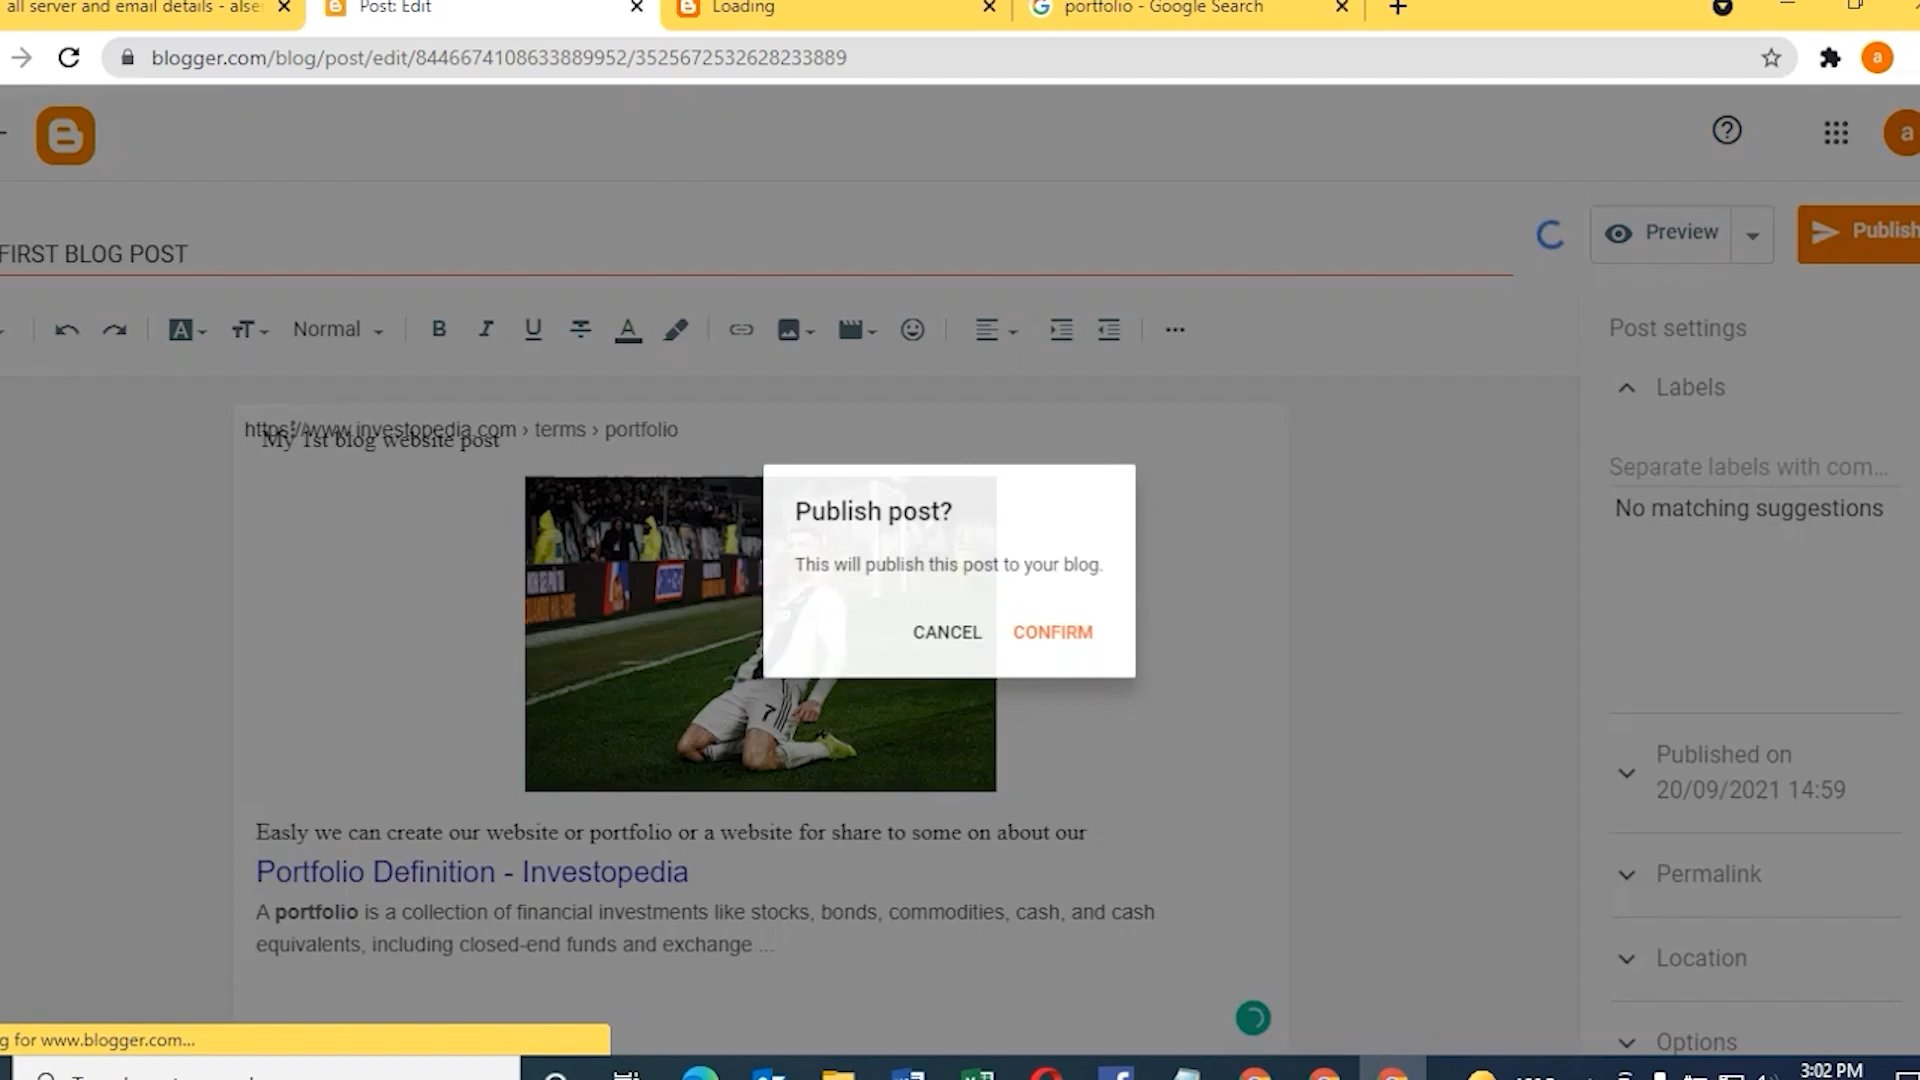 all server and email details - alse
Post: Edit
Loading
portfolio - Google Search
blogger.com/blog/post/edit/8446674108633889952/3525672532628233889
a
a
FIRST BLOG POST
Preview
Publish
Normal
Post settings
Labels
Separate labels with com...
No matching suggestions
https://www.investopedia.com › terms › portfolio
My 1st blog website post
Publish post?
This will publish this post to your blog.
CANCEL
CONFIRM
7
Published on
20/09/2021 14:59
Easly we can create our website or portfolio or a website for share to some on about our
Portfolio Definition - Investopedia
A portfolio is a collection of financial investments like stocks, bonds, commodities, cash, and cash
equivalents, including closed-end funds and exchange ...
Permalink
Location
Options
g for www.blogger.com...
3:02 PM